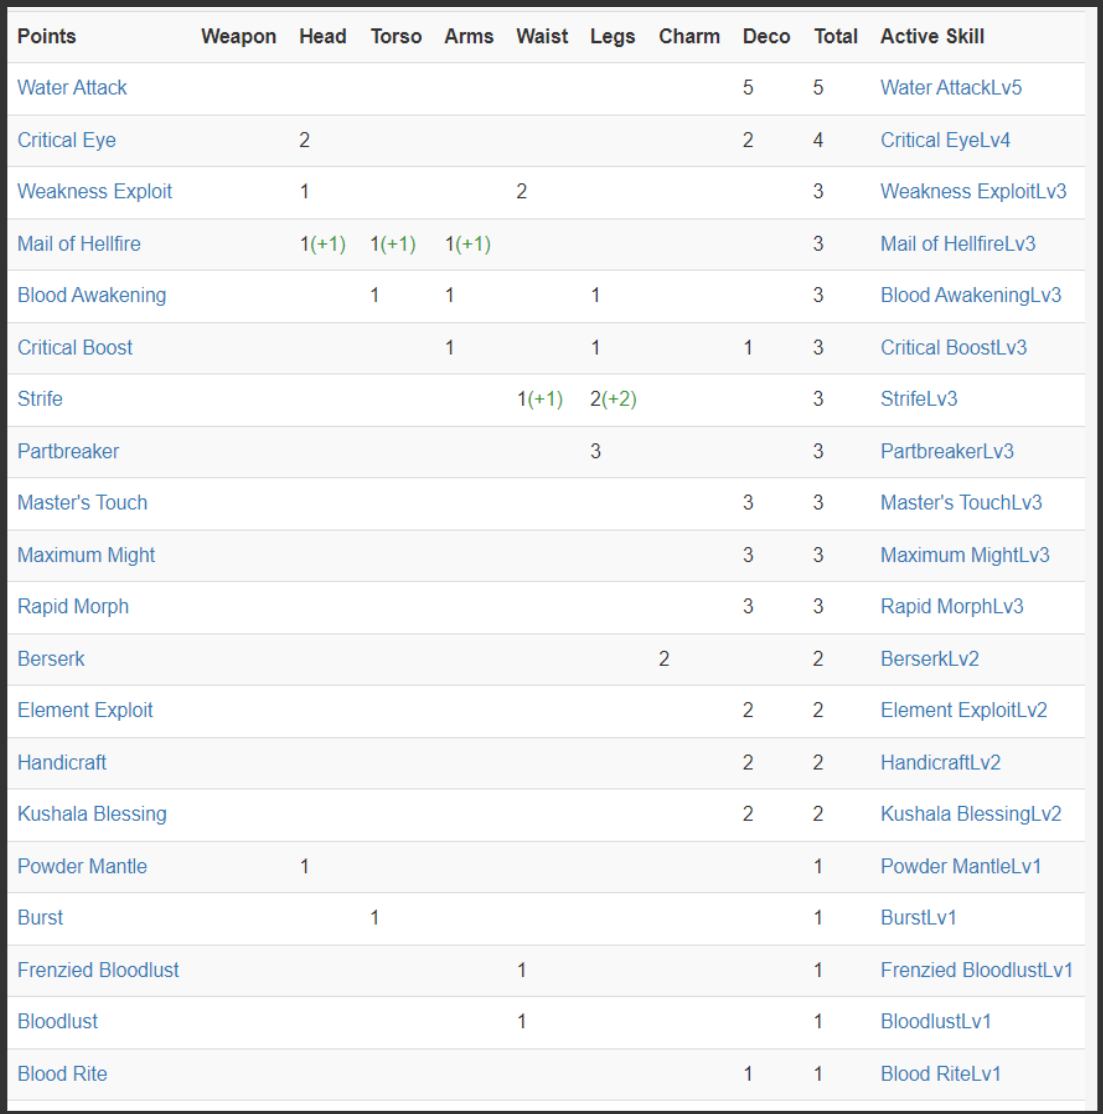 Points Weapon Head Torso Arms Waist Legs Charm Deco Total Active Skill
Water Attack 5 5 Water AttackLv5
Critical Eye 2 2 4 Critical EyeLv4
Weakness Exploit 1 2 3 Weakness ExploitLv3
Mail of Hellfire 1(+1) 1(+1) 1(+1) 3 Mail of HellfireLv3
Blood Awakening 1 1 1 3 Blood AwakeningLv3
Critical Boost 1 1 1 3 Critical BoostLv3
Strife 1(+1) 2(+2) 3 StrifeLv3
Partbreaker 3 3 PartbreakerLv3
Master's Touch 3 3 Master's TouchLv3
Maximum Might 3 3 Maximum MightLv3
Rapid Morph 3 3 Rapid MorphLv3
Berserk 2 2 BerserkLv2
Element Exploit 2 2 Element ExploitLv2
Handicraft 2 2 HandicraftLv2
Kushala Blessing 2 2 Kushala BlessingLv2
Powder Mantle 1 1 Powder MantleLv1
Burst 1 1 BurstLv1
Frenzied Bloodlust 1 1 Frenzied BloodlustLv1
Bloodlust 1 1 BloodlustLv1
Blood Rite 1 1 Blood RiteLv1